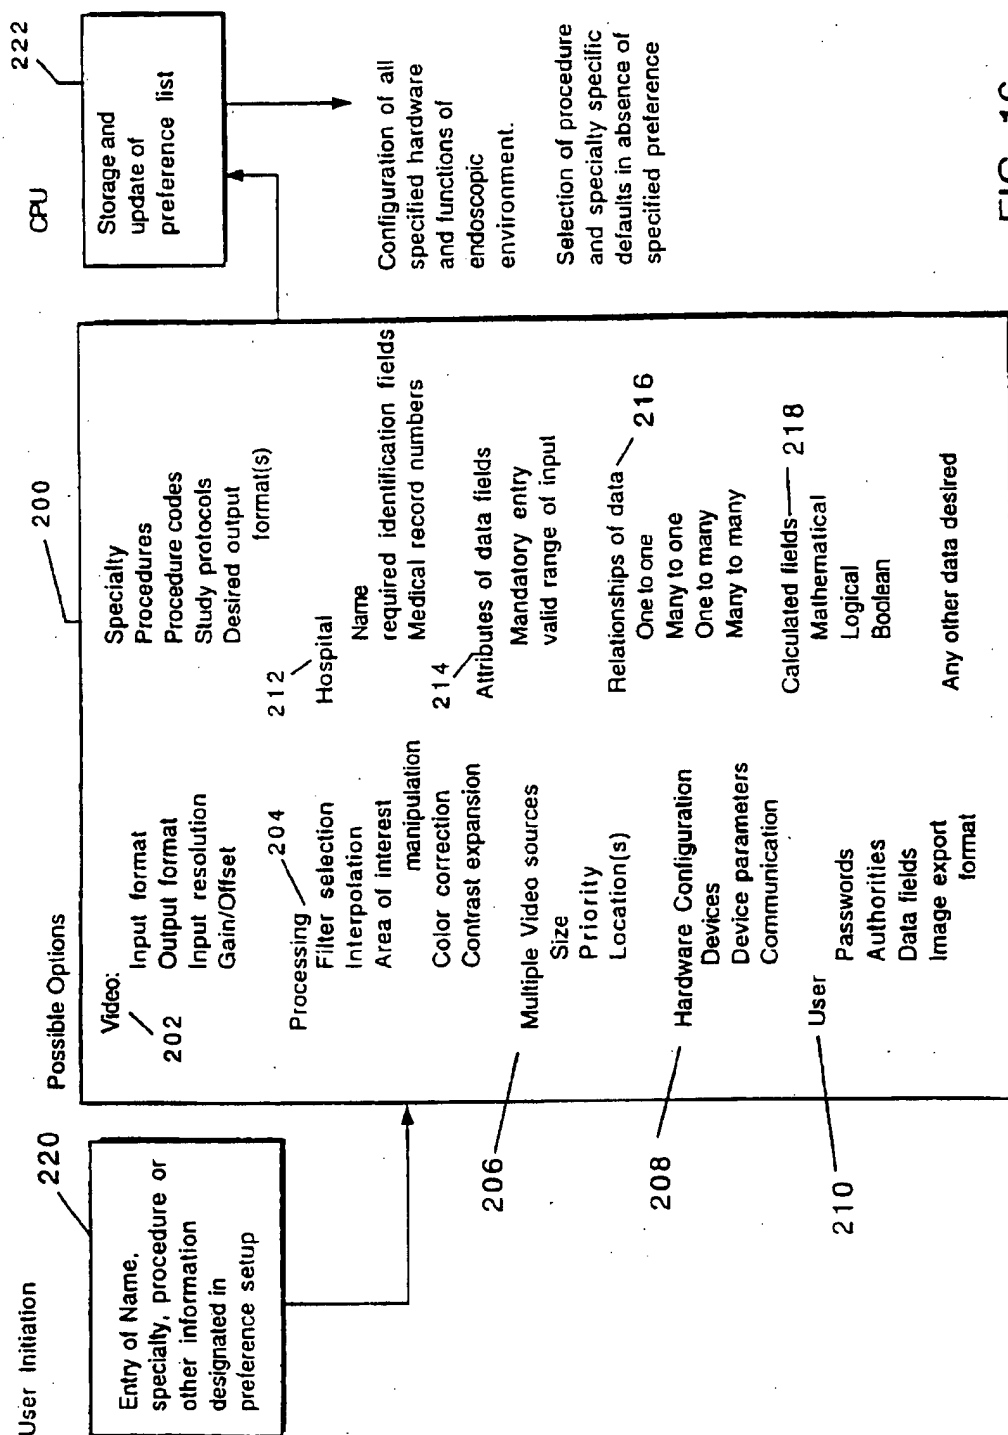 User Initiation
220
Entry of Name,
specialty, procedure or
other information
designated in
preference setup
Possible Options
200
Video:
202
Input format
Output format
Input resolution
Gain/Offset
Processing
204
Filter selection
Interpolation
Area of interest
manipulation
Color correction
Contrast expansion
206
Multiple Video sources
Size
Priority
Location(s)
208
Hardware Configuration
Devices
Device parameters
Communication
210
User
Passwords
Authorities
Data fields
Image export
format
Specialty
Procedures
Procedure codes
Study protocols
Desired output
format(s)
212
Hospital
Name
required identification fields
Medical record numbers
214
Attributes of data fields
Mandatory entry
valid range of input
Relationships of data
216
One to one
Many to one
One to many
Many to many
Calculated fields
218
Mathematical
Logical
Boolean
Any other data desired
CPU
222
Storage and
update of
preference list
Configuration of all
specified hardware
and functions of
endoscopic
environment.
Selection of procedure
and specialty specific
defaults in absence of
specified preference
FIG. 16